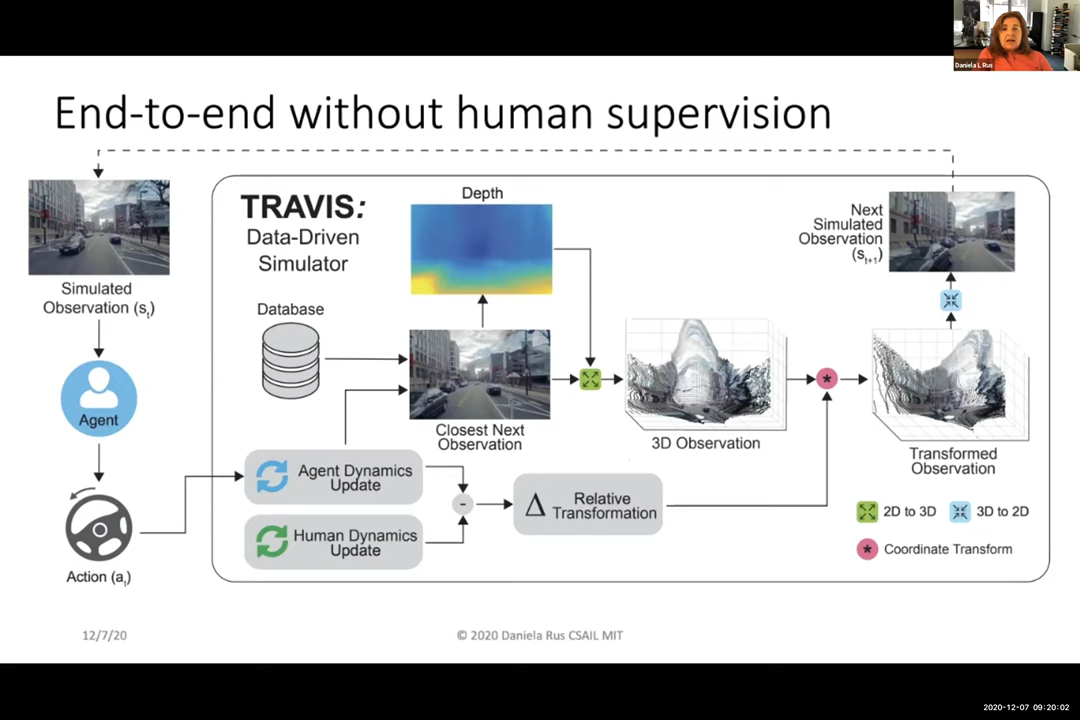 Daniela L Rus
End-to-end without human supervision
TRAVIS:
Data-Driven
Simulator
Depth
Next
Simulated
Observation
(sₜ₊₁)
Simulated
Observation (sₜ)
Database
Closest Next
Observation
3D Observation
Transformed
Observation
Agent
Agent Dynamics
Update
-
Δ Relative
Transformation
Human Dynamics
Update
2D to 3D
3D to 2D
* Coordinate Transform
*
Action (aₜ)
12/7/20
© 2020 Daniela Rus CSAIL MIT
2020-12-07 09:20:02